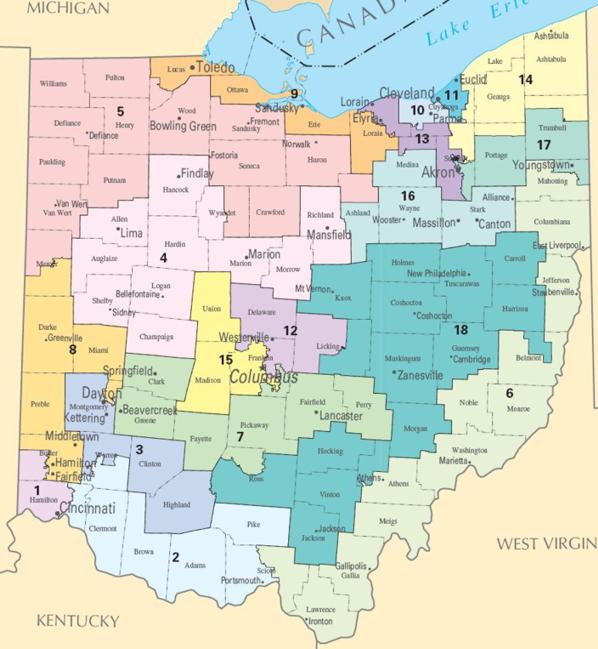 MICHIGAN
CANAD
Lake Erie
Ashtabula
Williams
Fulton
Lucas
Toledo
Lake
Ashtabula
Euclid
14
Ottawa
9
Cleveland
11
Geauga
5
Wood
Sandusky
Lorain
10
Cuyahoga
Defiance
Henry
Bowling Green
Fremont
Erie
Elyria
Parma
Defiance
Sandusky
Lorain
13
Trumbull
Norwalk
17
Paulding
Fostoria
Seneca
Huron
Medina
Portage
Youngstown
Putnam
Findlay
Akron
Mahoning
Hancock
16
Van Wert
Van Wert
Allen
Wyandot
Crawford
Richland
Ashland
Wayne
Stark
Alliance
Lima
Mansfield
Wooster
Massillon
Canton
Columbiana
Hardin
4
Marion
East Liverpool
Auglaize
Marion
Morrow
Holmes
Carroll
Mercer
Logan
Mt Vernon
New Philadelphia
Jefferson
Bellefontaine
Tuscarawas
Shelby
Knox
Steubenville
Sidney
Union
Delaware
Coshocton
Coshocton
Harrison
Darke
Champaign
Westerville
12
18
Greenville
8
Miami
15
Franklin
Licking
Guernsey
Belmont
Springfield
Clark
Madison
Columbus
Muskingum
Cambridge
Zanesville
6
Preble
Dayton
Montgomery
Beavercreek
Fairfield
Perry
Noble
Monroe
Kettering
Greene
Pickaway
Lancaster
Middletown
Fayette
7
Morgan
Washington
Butler
Warren
3
Hocking
Marietta
Hamilton
Clinton
Fairfield
Ross
Athens
Athens
1
Hamilton
Highland
Vinton
Cincinnati
Pike
Meigs
Clermont
Jackson
Jackson
WEST VIRGIN
Brown
2
Adams
Scioto
Gallipolis
Portsmouth
Gallia
Lawrence
KENTUCKY
Ironton